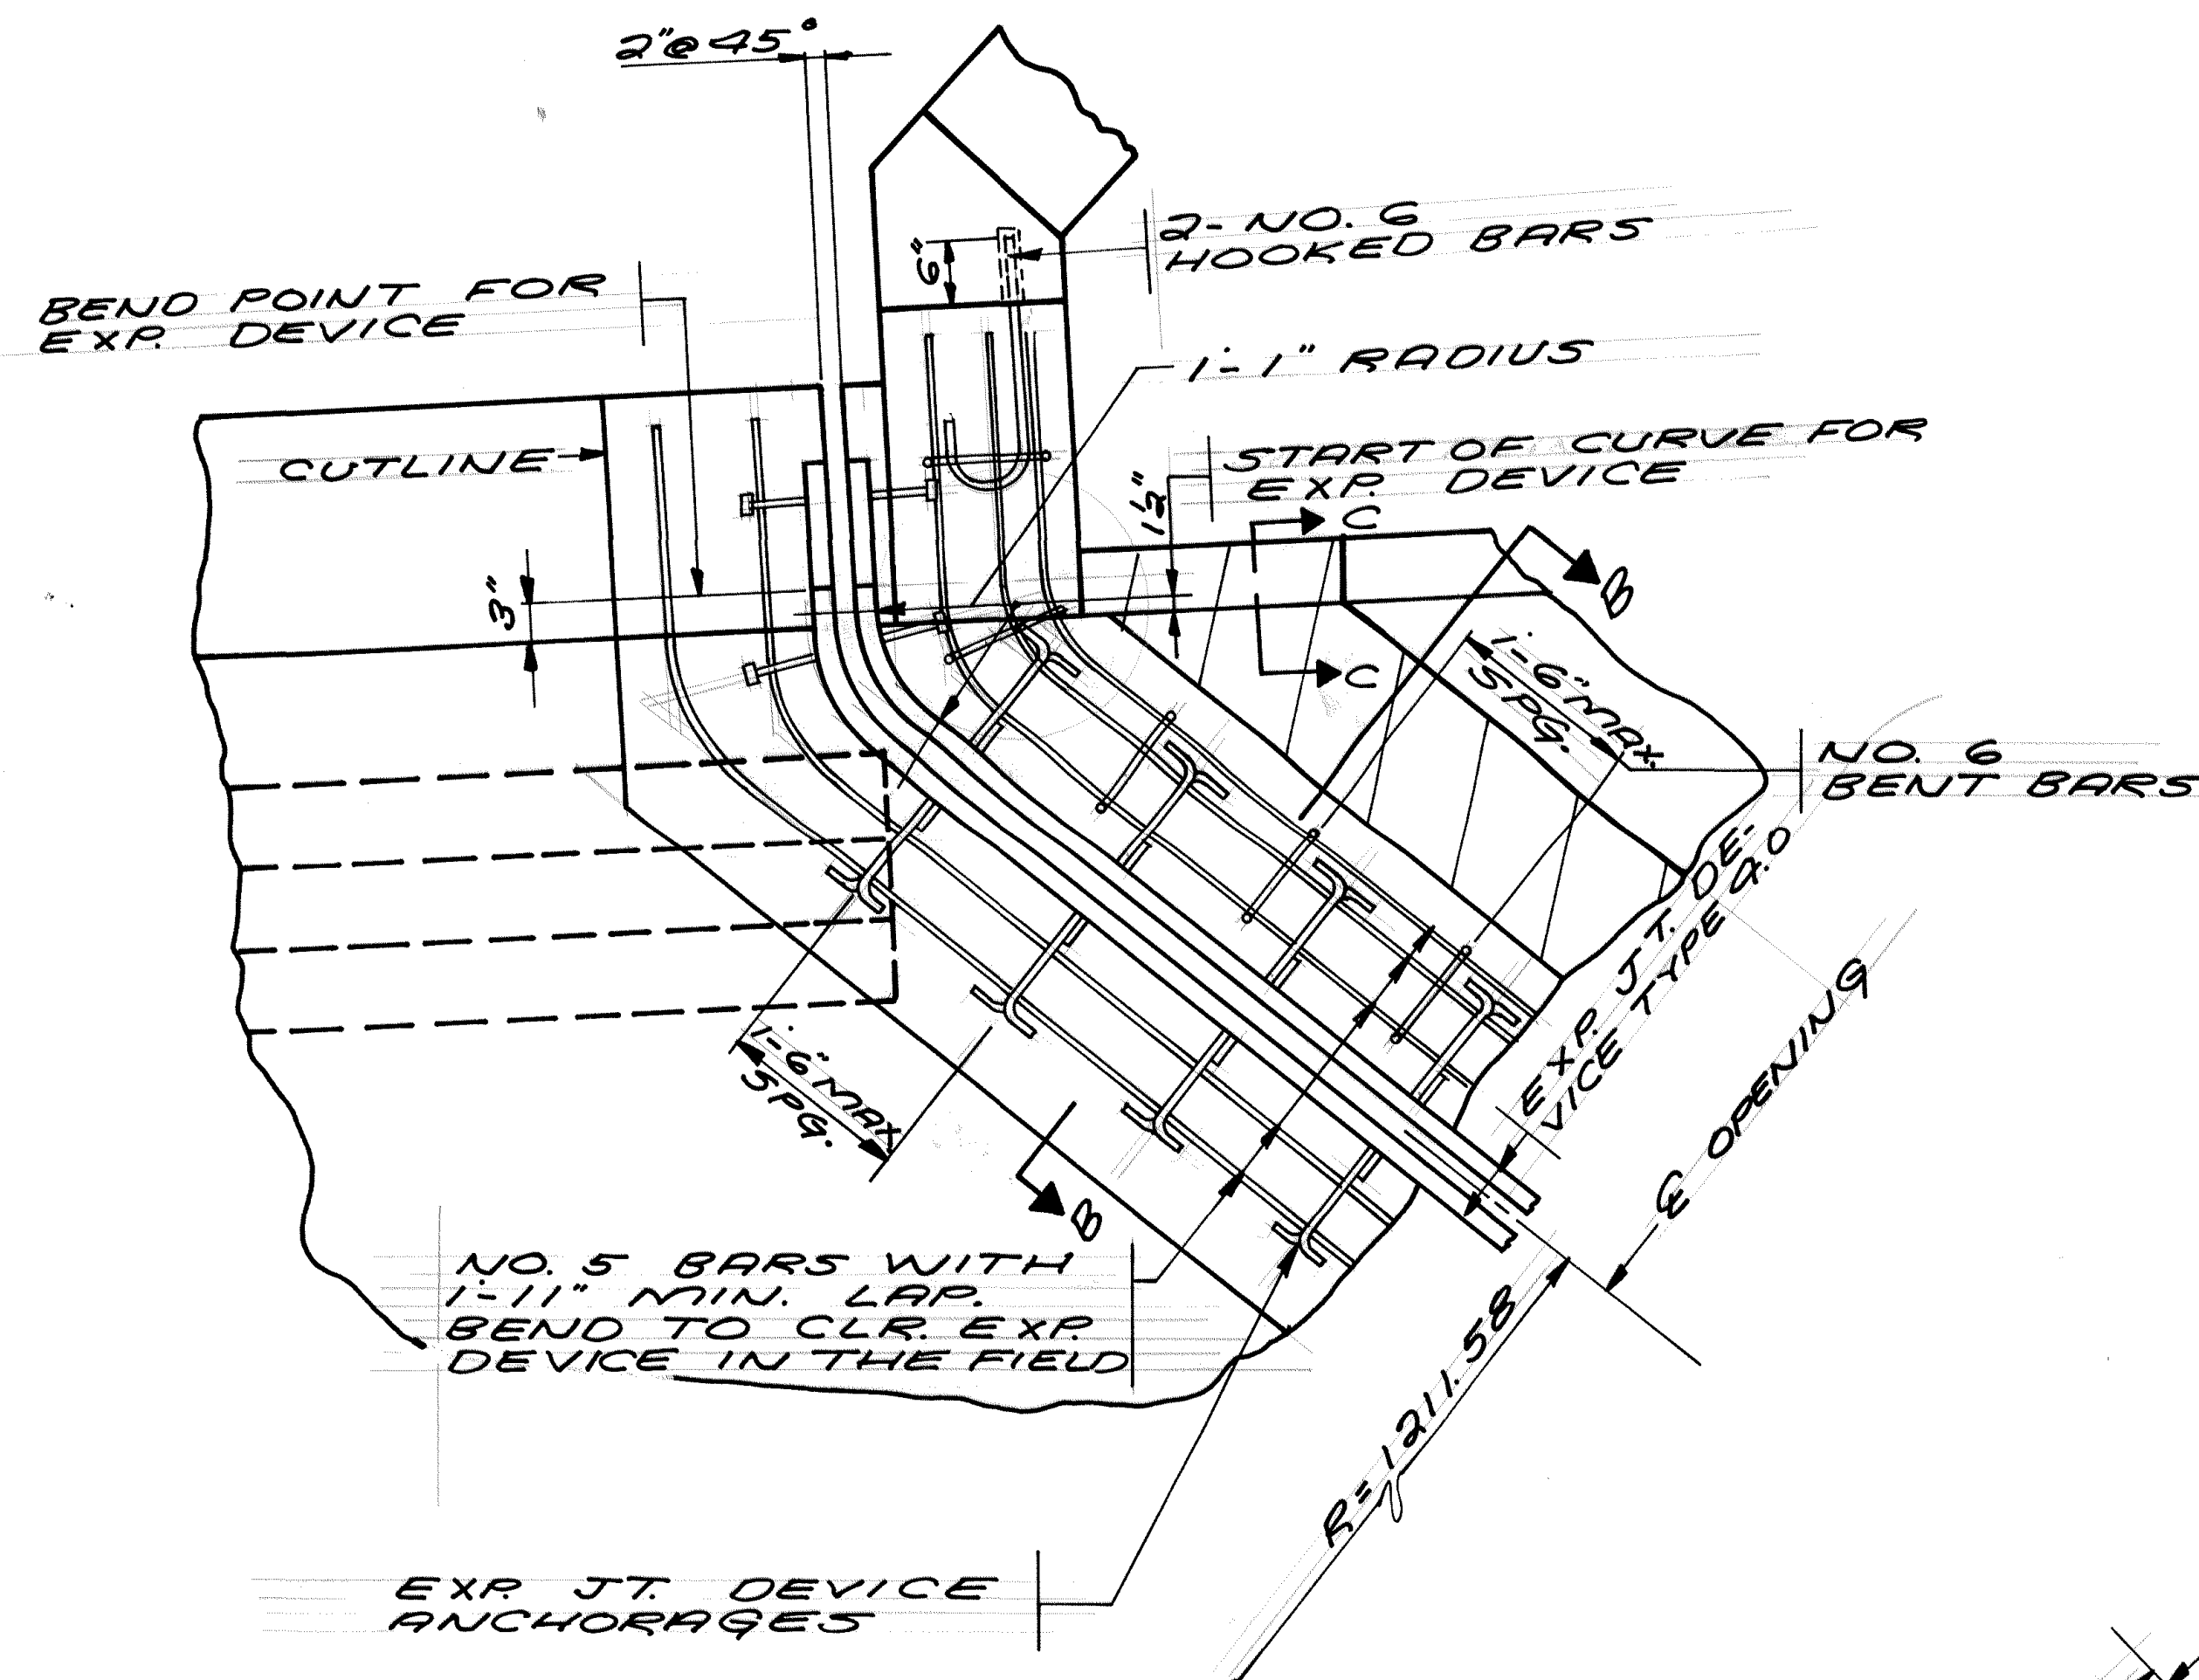 2"@45°
2-NO. 6
HOOKED BARS
6"
BEND POINT FOR
EXP. DEVICE
1'-1" RADIUS
START OF CURVE FOR
EXP. DEVICE
CUTLINE
1½"
C
C
3"
B
1'-6" MAX.
SPG.
NO. 6
BENT BARS
EXP. JT. DE-
VICE TYPE 4.0
℄ OPENING
1'-6" MAX.
SPG.
B
NO. 5 BARS WITH
1'-11" MIN. LAP.
BEND TO CLR. EXP.
DEVICE IN THE FIELD
R=1211.58
EXP. JT. DEVICE
ANCHORAGES